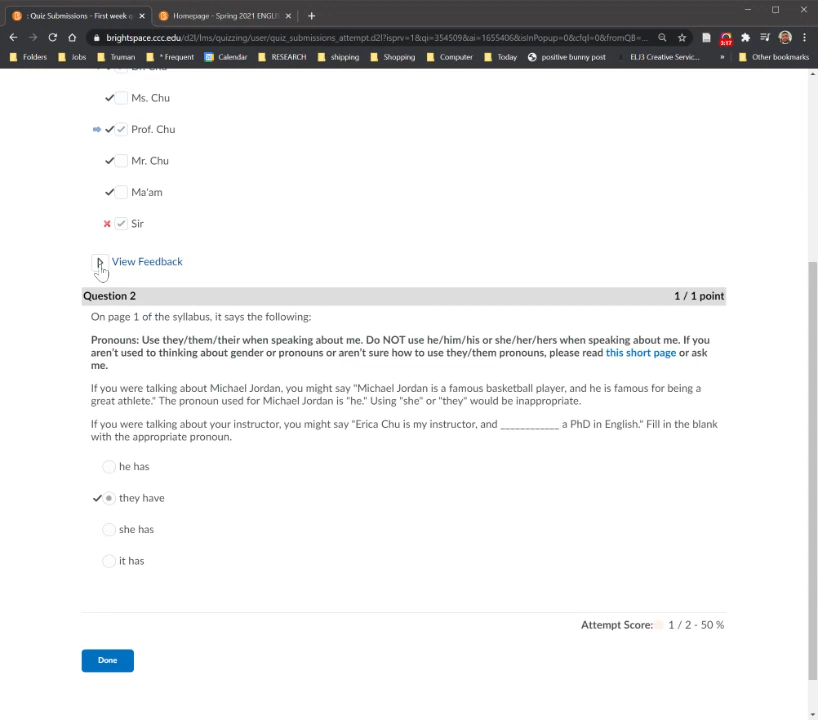 : Quiz Submissions - First week q
Homepage - Spring 2021 ENGLIS
brightspace.ccc.edu/d2l/lms/quizzing/user/quiz_submissions_attempt.d2l?isprv=1&qi=354509&ai=1655406&isInPopup=0&cfql=0&fromQB=...
3:17
Folders Jobs Truman * Frequent Calendar RESEARCH shipping Shopping Computer Today positive bunny post ELJ3 Creative Servic... » Other bookmarks
Ms. Chu
Prof. Chu
Mr. Chu
Ma'am
Sir
View Feedback
Question 2 1 / 1 point
On page 1 of the syllabus, it says the following:
Pronouns: Use they/them/their when speaking about me. Do NOT use he/him/his or she/her/hers when speaking about me. If you
aren't used to thinking about gender or pronouns or aren't sure how to use they/them pronouns, please read this short page or ask
me.
If you were talking about Michael Jordan, you might say "Michael Jordan is a famous basketball player, and he is famous for being a
great athlete." The pronoun used for Michael Jordan is "he." Using "she" or "they" would be inappropriate.
If you were talking about your instructor, you might say "Erica Chu is my instructor, and ____________ a PhD in English." Fill in the blank
with the appropriate pronoun.
he has
they have
she has
it has
Attempt Score: 1 / 2 - 50 %
Done